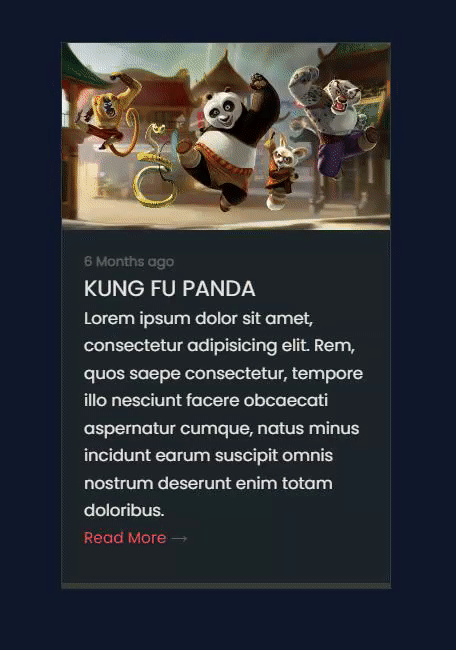 6 Months ago
KUNG FU PANDA
Lorem ipsum dolor sit amet,
consectetur adipisicing elit. Rem,
quos saepe consectetur, tempore
illo nesciunt facere obcaecati
aspernatur cumque, natus minus
incidunt earum suscipit omnis
nostrum deserunt enim totam
doloribus.
Read More →